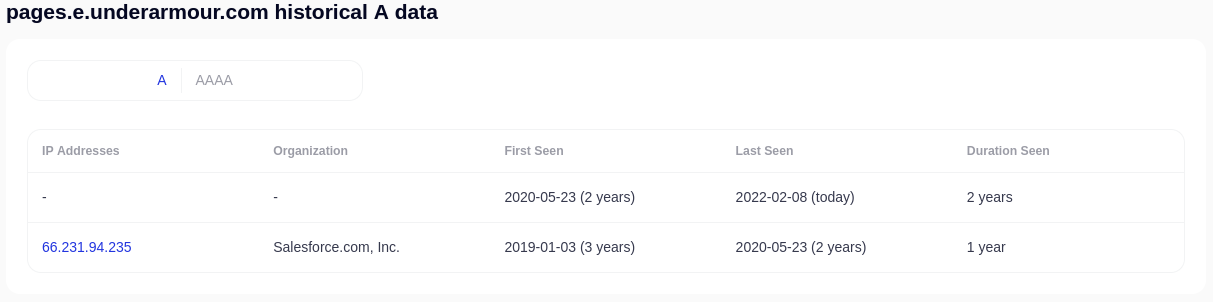 pages.e.underarmour.com historical A data
A AAAA
IP Addresses Organization First Seen Last Seen Duration Seen
- - 2020-05-23 (2 years) 2022-02-08 (today) 2 years
66.231.94.235 Salesforce.com, Inc. 2019-01-03 (3 years) 2020-05-23 (2 years) 1 year